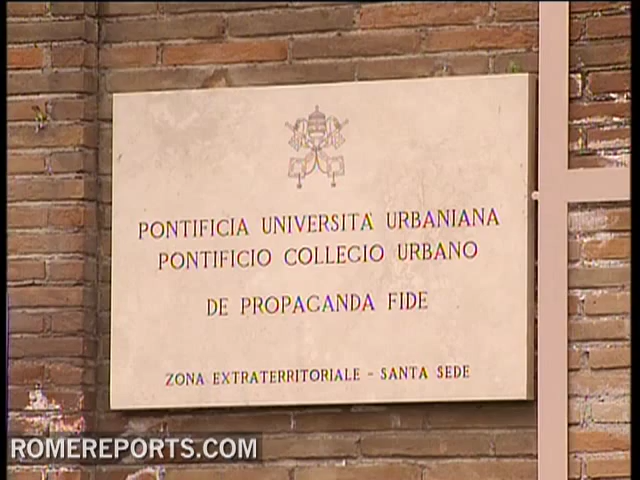 PONTIFICIA UNIVERSITÀ URBANIANA
PONTIFICIO COLLEGIO URBANO
DE PROPAGANDA FIDE
ZONA EXTRATERRITORIALE - SANTA SEDE
ROMEREPORTS.COM